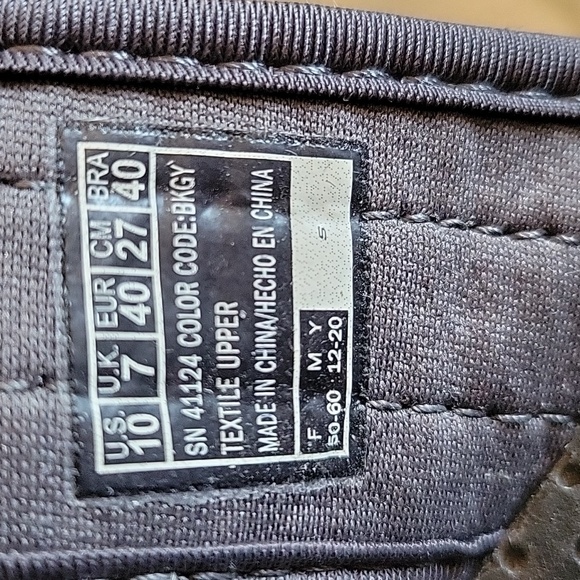 U.S. U.K. EUR CM BRA
10 7 40 27 40
SN 41124 COLOR CODE:BKGY
TEXTILE UPPER
MADE IN CHINA/HECHO EN CHINA
F M Y 5
50-60 12-20